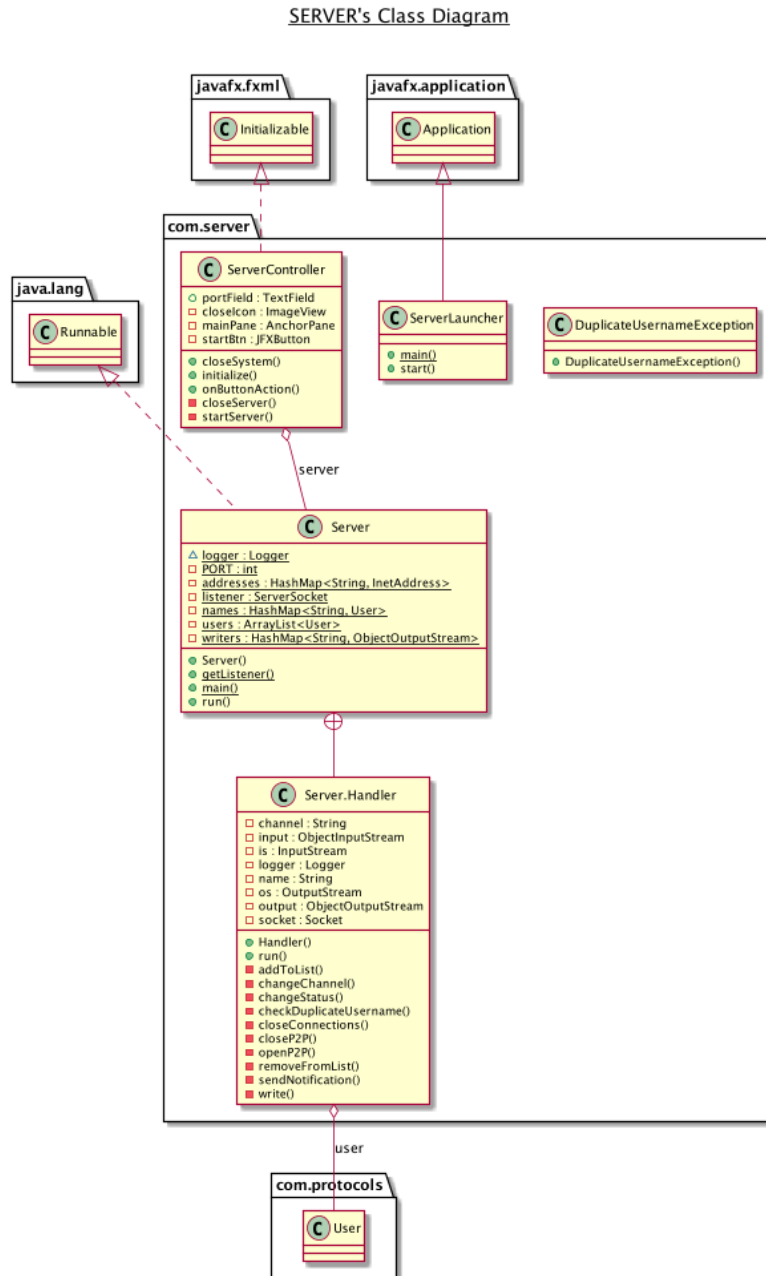 SERVER's Class Diagram
javafx.fxml
C Initializable
javafx.application
C Application
com.server
java.lang
C Runnable
C ServerController
portField : TextField
closeIcon : ImageView
mainPane : AnchorPane
startBtn : JFXButton
closeSystem()
initialize()
onButtonAction()
closeServer()
startServer()
C ServerLauncher
main()
start()
C DuplicateUsernameException
DuplicateUsernameException()
server
C Server
logger : Logger
PORT : int
addresses : HashMap<String, InetAddress>
listener : ServerSocket
names : HashMap<String, User>
users : ArrayList<User>
writers : HashMap<String, ObjectOutputStream>
Server()
getListener()
main()
run()
C Server.Handler
channel : String
input : ObjectInputStream
is : InputStream
logger : Logger
name : String
os : OutputStream
output : ObjectOutputStream
socket : Socket
Handler()
run()
addToList()
changeChannel()
changeStatus()
checkDuplicateUsername()
closeConnections()
closeP2P()
openP2P()
removeFromList()
sendNotification()
write()
user
com.protocols
C User